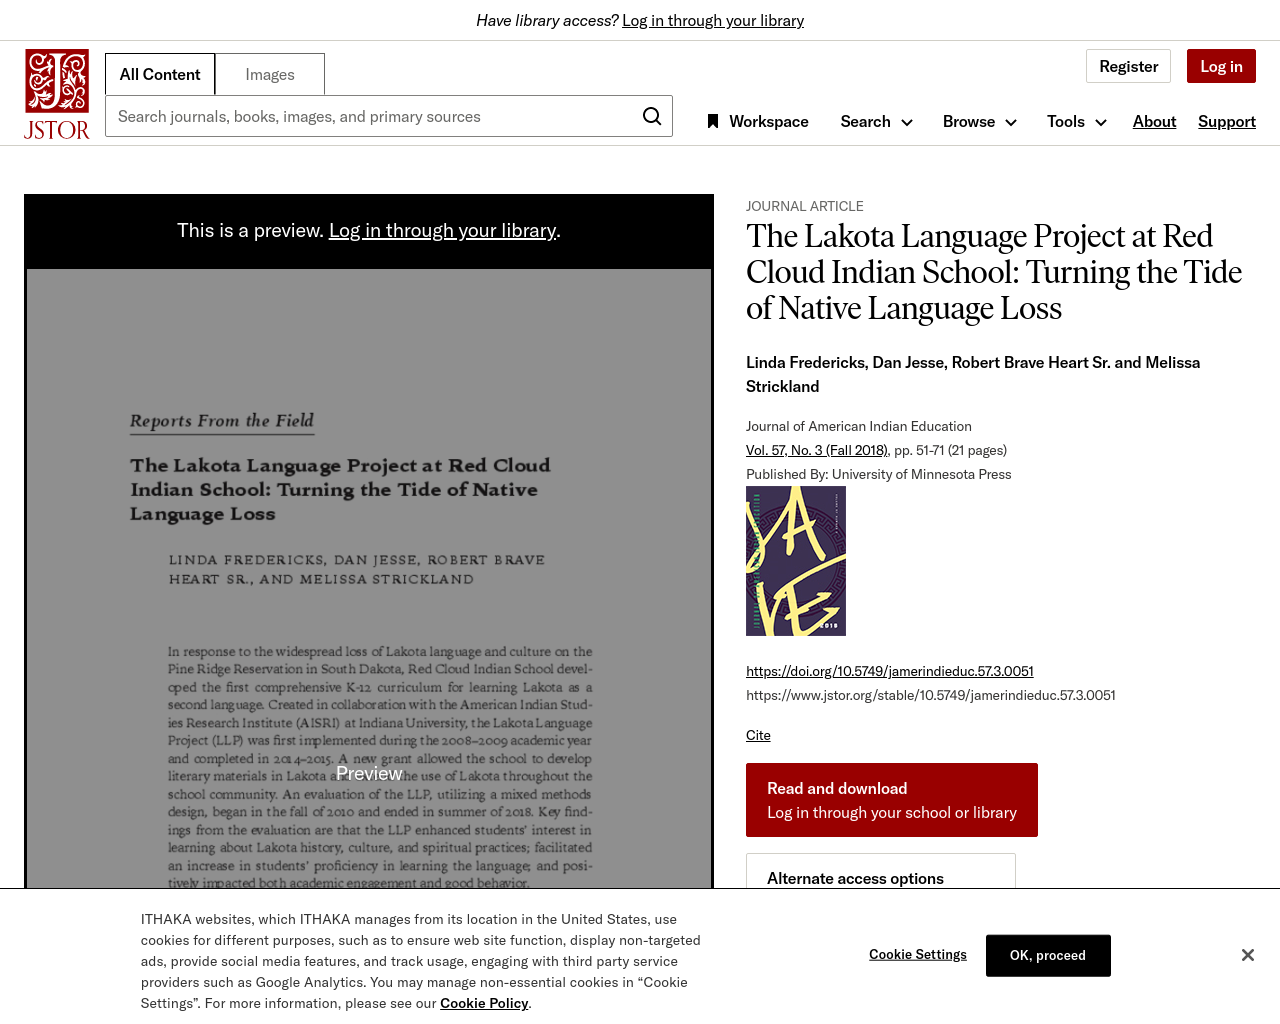 Have library access? Log in through your library
JSTOR
All Content
Images
Register
Log in
Search journals, books, images, and primary sources
Workspace
Search
Browse
Tools
About
Support
This is a preview. Log in through your library.
Reports From the Field
The Lakota Language Project at Red Cloud
Indian School: Turning the Tide of Native
Language Loss
LINDA FREDERICKS, DAN JESSE, ROBERT BRAVE
HEART SR., AND MELISSA STRICKLAND
In response to the widespread loss of Lakota language and culture on the
Pine Ridge Reservation in South Dakota, Red Cloud Indian School devel-
oped the first comprehensive K-12 curriculum for learning Lakota as a
second language. Created in collaboration with the American Indian Stud-
ies Research Institute (AISRI) at Indiana University, the Lakota Language
Project (LLP) was first implemented during the 2008–2009 academic year
and completed in 2014–2015. A new grant allowed the school to develop
literary materials in Lakota and the use of Lakota throughout the
Preview
school community. An evaluation of the LLP, utilizing a mixed methods
design, began in the fall of 2010 and ended in summer of 2018. Key find-
ings from the evaluation are that the LLP enhanced students' interest in
learning about Lakota history, culture, and spiritual practices; facilitated
an increase in students' proficiency in learning the language; and posi-
tively impacted both academic engagement and good behavior.
JOURNAL ARTICLE
The Lakota Language Project at Red
Cloud Indian School: Turning the Tide
of Native Language Loss
Linda Fredericks, Dan Jesse, Robert Brave Heart Sr. and Melissa
Strickland
Journal of American Indian Education
Vol. 57, No. 3 (Fall 2018), pp. 51-71 (21 pages)
Published By: University of Minnesota Press
JAIE
2018
https://doi.org/10.5749/jamerindieduc.57.3.0051
https://www.jstor.org/stable/10.5749/jamerindieduc.57.3.0051
Cite
Read and download
Log in through your school or library
Alternate access options
ITHAKA websites, which ITHAKA manages from its location in the United States, use
cookies for different purposes, such as to ensure web site function, display non-targeted
ads, provide social media features, and track usage, engaging with third party service
providers such as Google Analytics. You may manage non-essential cookies in “Cookie
Settings”. For more information, please see our Cookie Policy.
Cookie Settings
OK, proceed